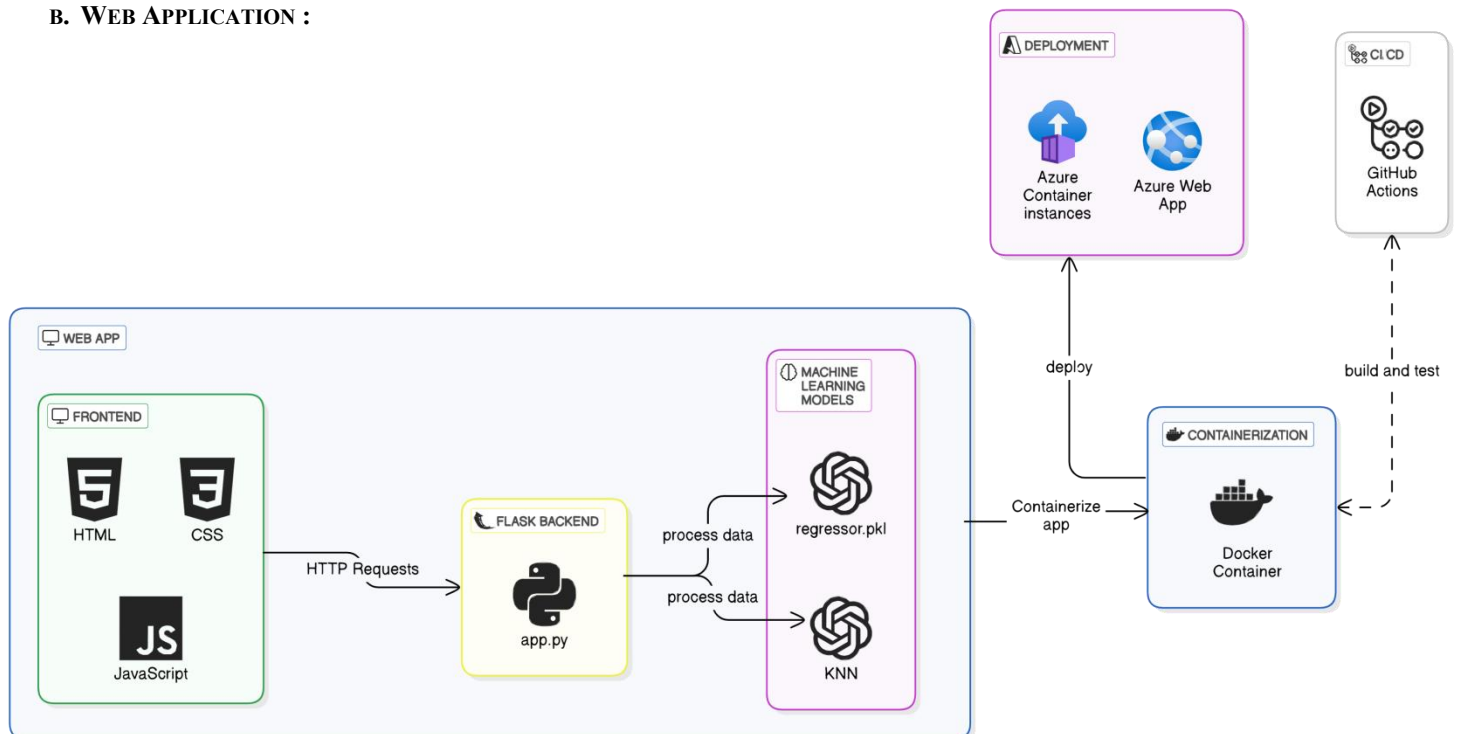 B. WEB APPLICATION :
DEPLOYMENT
Azure
Container
instances
Azure Web
App
CI.CD
GitHub
Actions
WEB APP
FRONTEND
HTML
CSS
JS
JavaScript
HTTP Requests
FLASK BACKEND
app.py
process data
process data
MACHINE
LEARNING
MODELS
regressor.pkl
KNN
Containerize
app
deploy
build and test
CONTAINERIZATION
Docker
Container